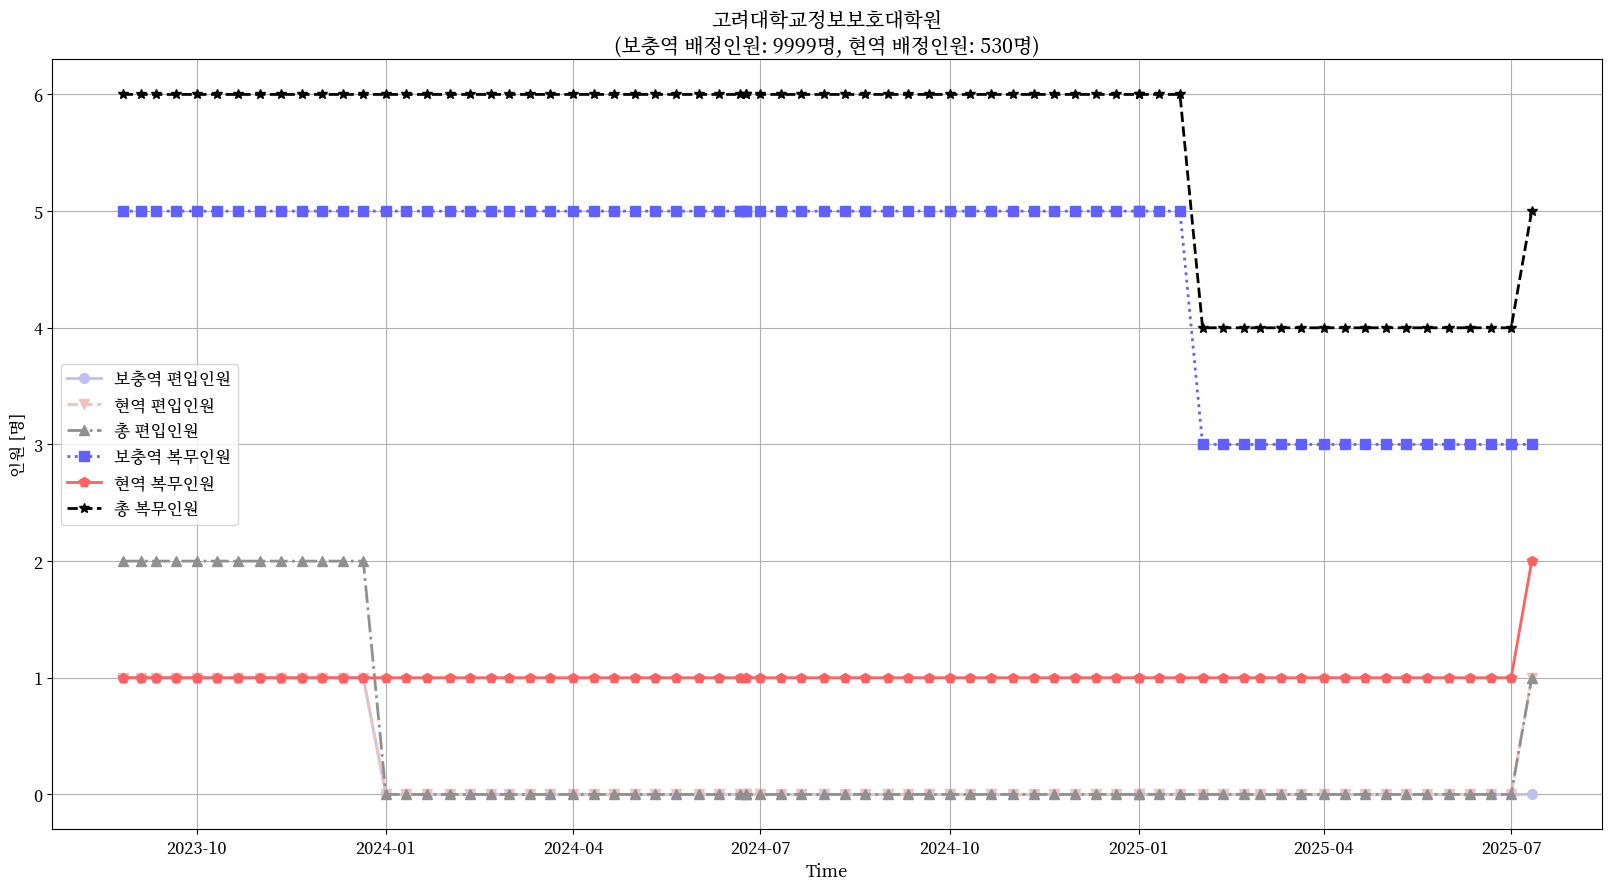 고려대학교정보보호대학원
(보충역 배정인원: 9999명, 현역 배정인원: 530명)
인원 [명]
6
5
4
3
2
1
0
보충역 편입인원
현역 편입인원
총 편입인원
보충역 복무인원
현역 복무인원
총 복무인원
2023-10 2024-01 2024-04 2024-07 2024-10 2025-01 2025-04 2025-07
Time